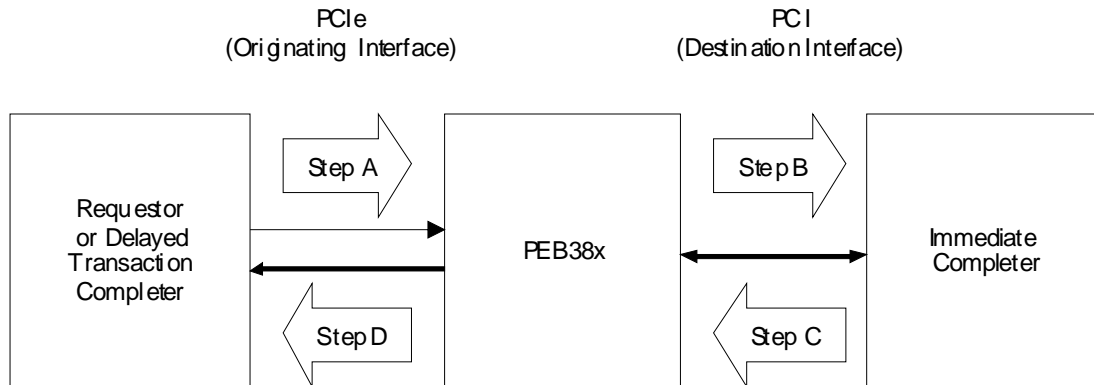 PCIe
(Originating Interface)
PCI
(Destination Interface)
Step A
Step B
Requestor
or Delayed
Transaction
Completer
PEB38x
Immediate
Completer
Step D
Step C